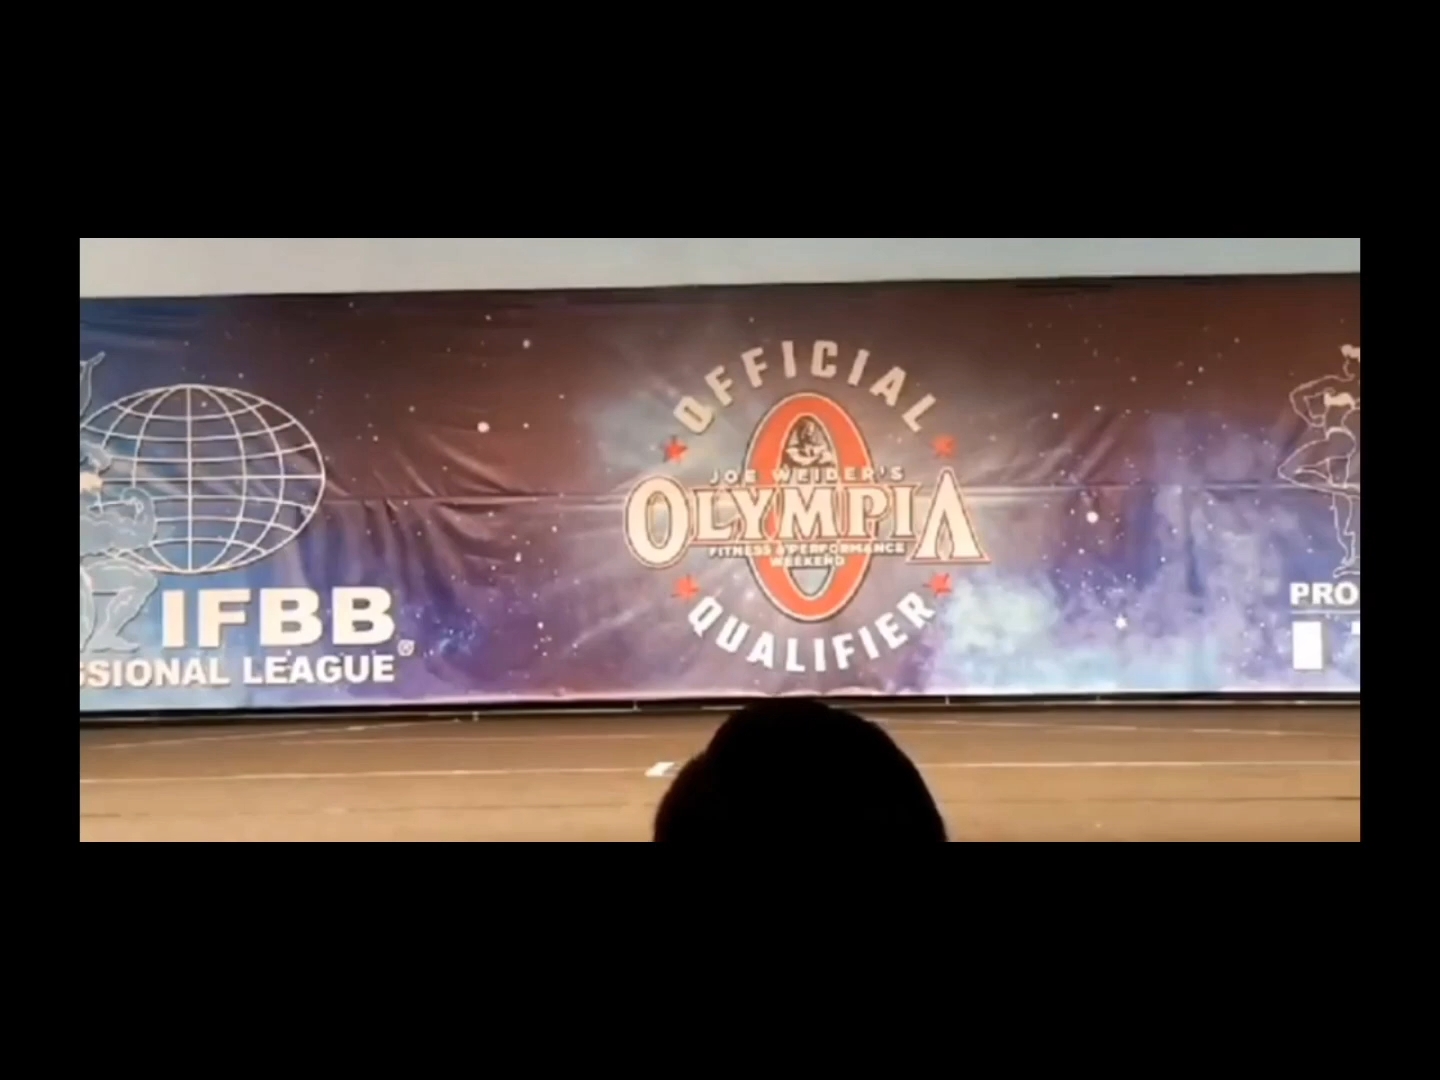 OFFICIAL
JOE WEIDER'S
OLYMPIA
FITNESS & PERFORMANCE
WEEKEND
QUALIFIER
IFBB®
SSIONAL LEAGUE
PRO